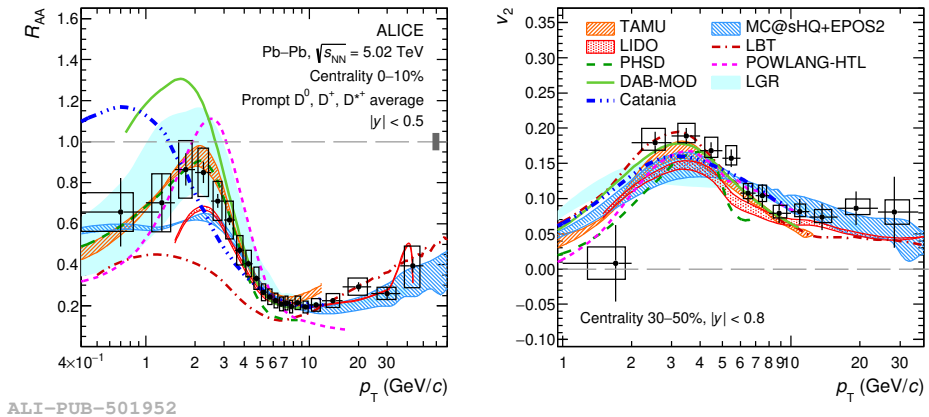 R_AA
1.6
1.4
1.2
1.0
0.8
0.6
0.4
0.2
ALICE
Pb–Pb, √s_NN = 5.02 TeV
Centrality 0–10%
Prompt D⁰, D⁺, D*⁺ average
|y| < 0.5
4×10⁻¹ 1 2 3 4 5 6 7 10 20 30
p_T (GeV/c)
v₂
0.35
0.30
0.25
0.20
0.15
0.10
0.05
0.00
−0.05
−0.10
TAMU
LIDO
PHSD
DAB-MOD
Catania
MC@sHQ+EPOS2
LBT
POWLANG-HTL
LGR
Centrality 30–50%, |y| < 0.8
1 2 3 4 5 6 7 8 9 10 20 30
p_T (GeV/c)
ALI-PUB-501952